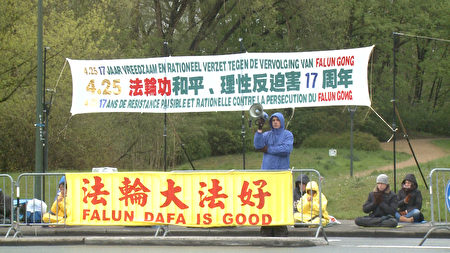 4.25 17 JAAR VREEDZAAM EN RATIONEEL VERZET TEGEN DE VERVOLGING VAN FALUN GONG
4.25 法輪功和平、理性反迫害17周年
4.25 17 ANS DE RESISTANCE PAISIBLE ET RATIONELLE CONTRE LA PERSECUTION DU FALUN GONG
法輪大法好
FALUN DAFA IS GOOD